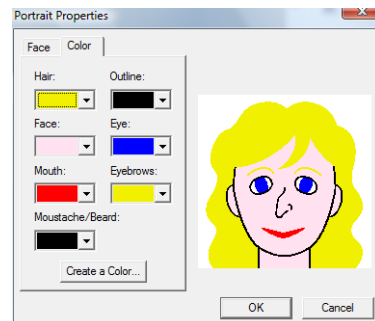 Portrait Properties
Face Color
Hair: Outline:
Face: Eye:
Mouth: Eyebrows:
Moustache/Beard:
Create a Color...
OK Cancel